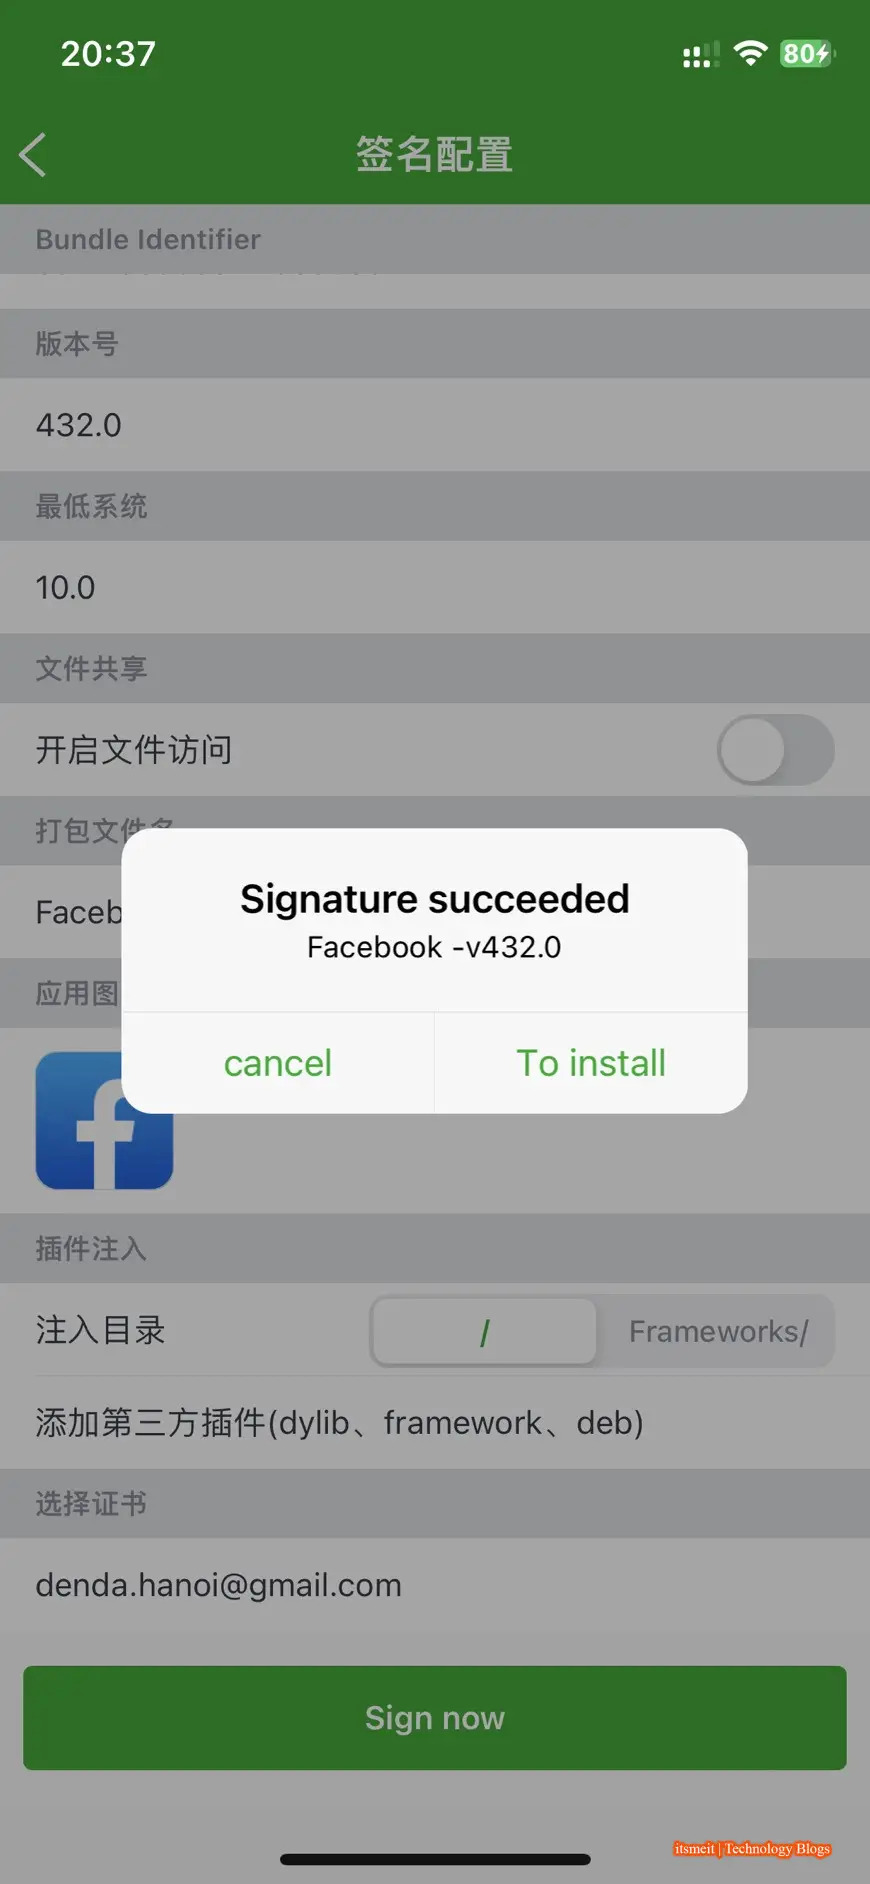 20:37
80
签名配置
Bundle Identifier
版本号
432.0
最低系统
10.0
文件共享
开启文件访问
打包文件名
Faceb
应用图
Signature succeeded
Facebook -v432.0
cancel
To install
插件注入
注入目录
/
Frameworks/
添加第三方插件(dylib、framework、deb)
选择证书
denda.hanoi@gmail.com
Sign now
itsmeit | Technology Blogs